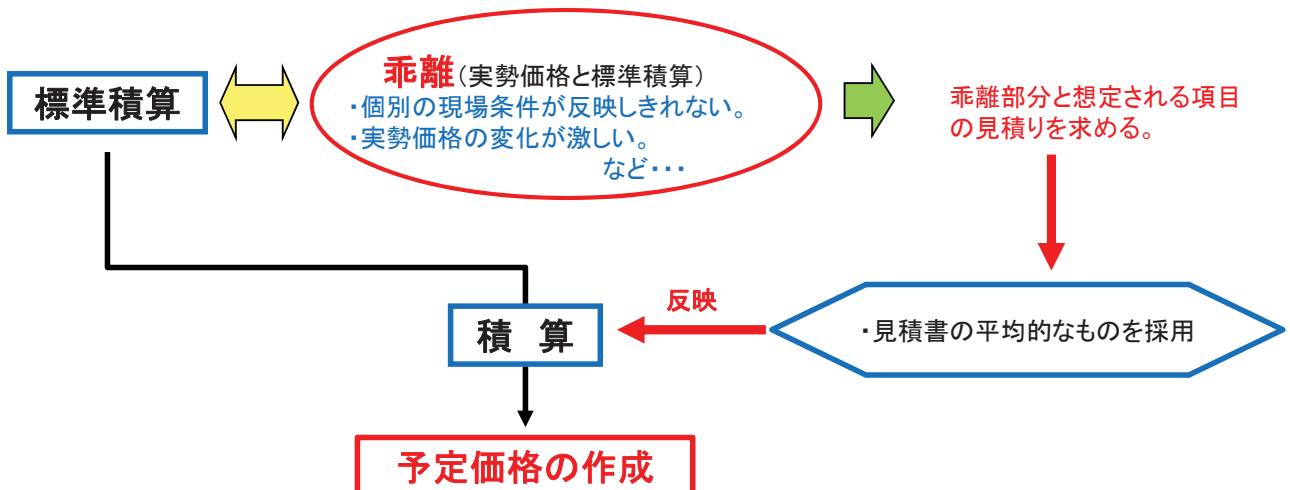 標準積算
乖離(実勢価格と標準積算)
・個別の現場条件が反映しきれない。
・実勢価格の変化が激しい。
など・・・
乖離部分と想定される項目
の見積りを求める。
反映
・見積書の平均的なものを採用
積 算
予定価格の作成